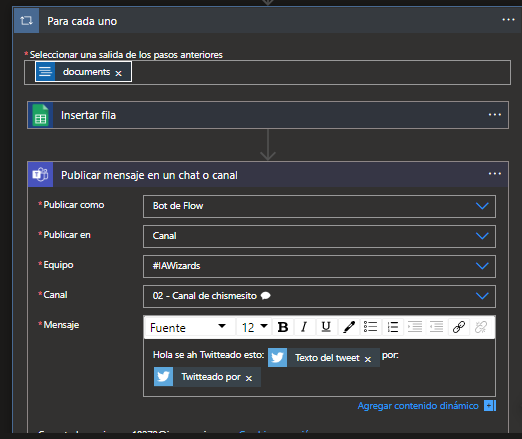 Para cada uno
* Seleccionar una salida de los pasos anteriores
documents ×
Insertar fila
Publicar mensaje en un chat o canal
* Publicar como
Bot de Flow
* Publicar en
Canal
* Equipo
#IAWizards
* Canal
02 - Canal de chismesito 💬
* Mensaje
Fuente 12 B I U
Hola se ah Twitteado esto: Texto del tweet × por:
Twitteado por ×
Agregar contenido dinámico